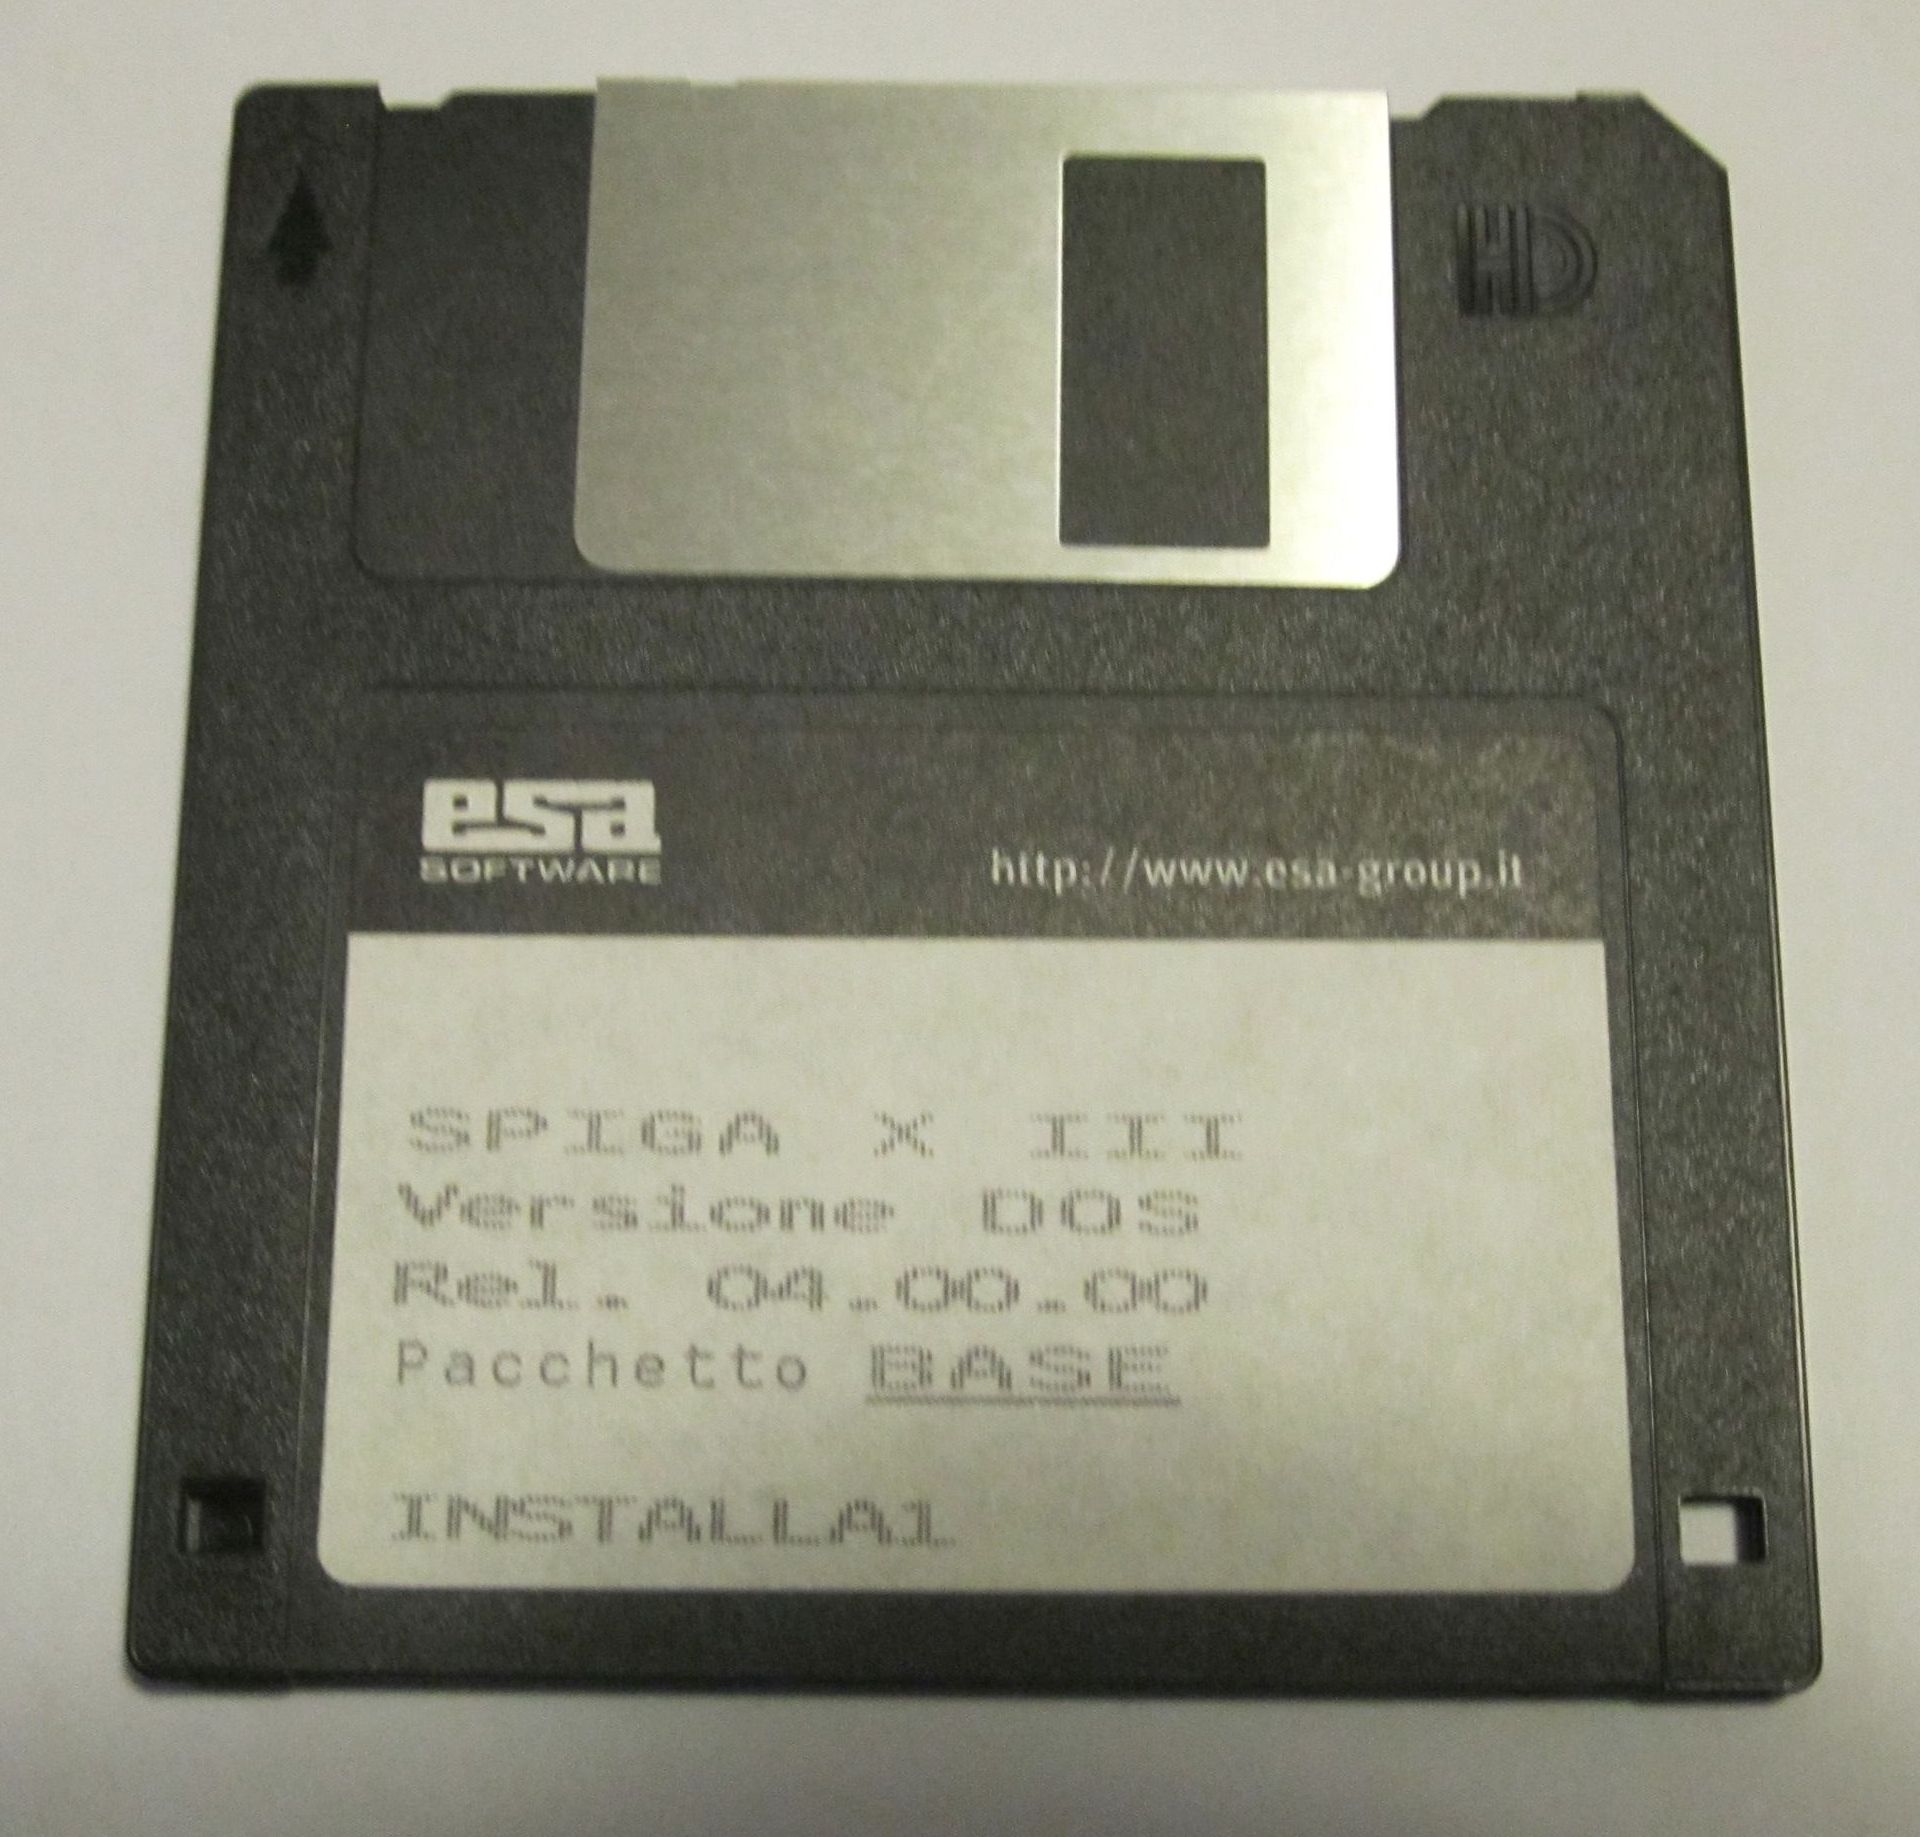 HD
esa
SOFTWARE
http://www.esa-group.it
SPIGA X III
Versione DOS
Rel. 04.00.00
Pacchetto BASE
INSTALLA1